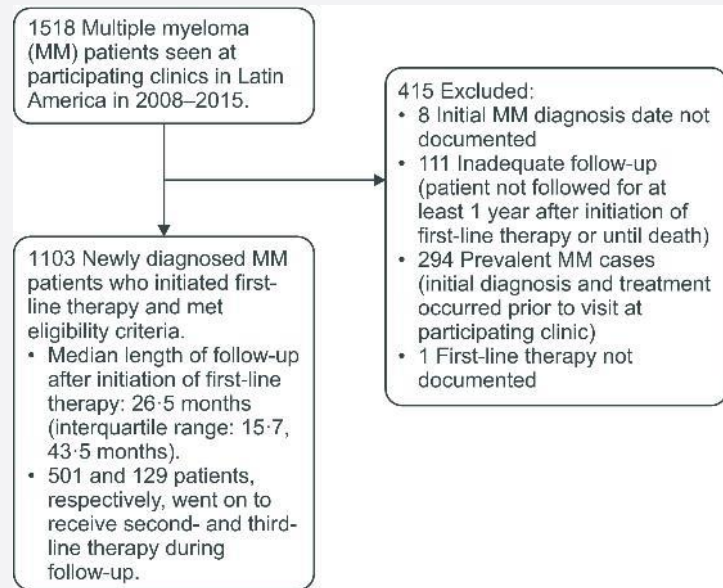 1518 Multiple myeloma
(MM) patients seen at
participating clinics in Latin
America in 2008–2015.
415 Excluded:
• 8 Initial MM diagnosis date not
documented
• 111 Inadequate follow-up
(patient not followed for at
least 1 year after initiation of
first-line therapy or until death)
• 294 Prevalent MM cases
(initial diagnosis and treatment
occurred prior to visit at
participating clinic)
• 1 First-line therapy not
documented
1103 Newly diagnosed MM
patients who initiated first-
line therapy and met
eligibility criteria.
• Median length of follow-up
after initiation of first-line
therapy: 26·5 months
(interquartile range: 15·7,
43·5 months).
• 501 and 129 patients,
respectively, went on to
receive second- and third-
line therapy during
follow-up.